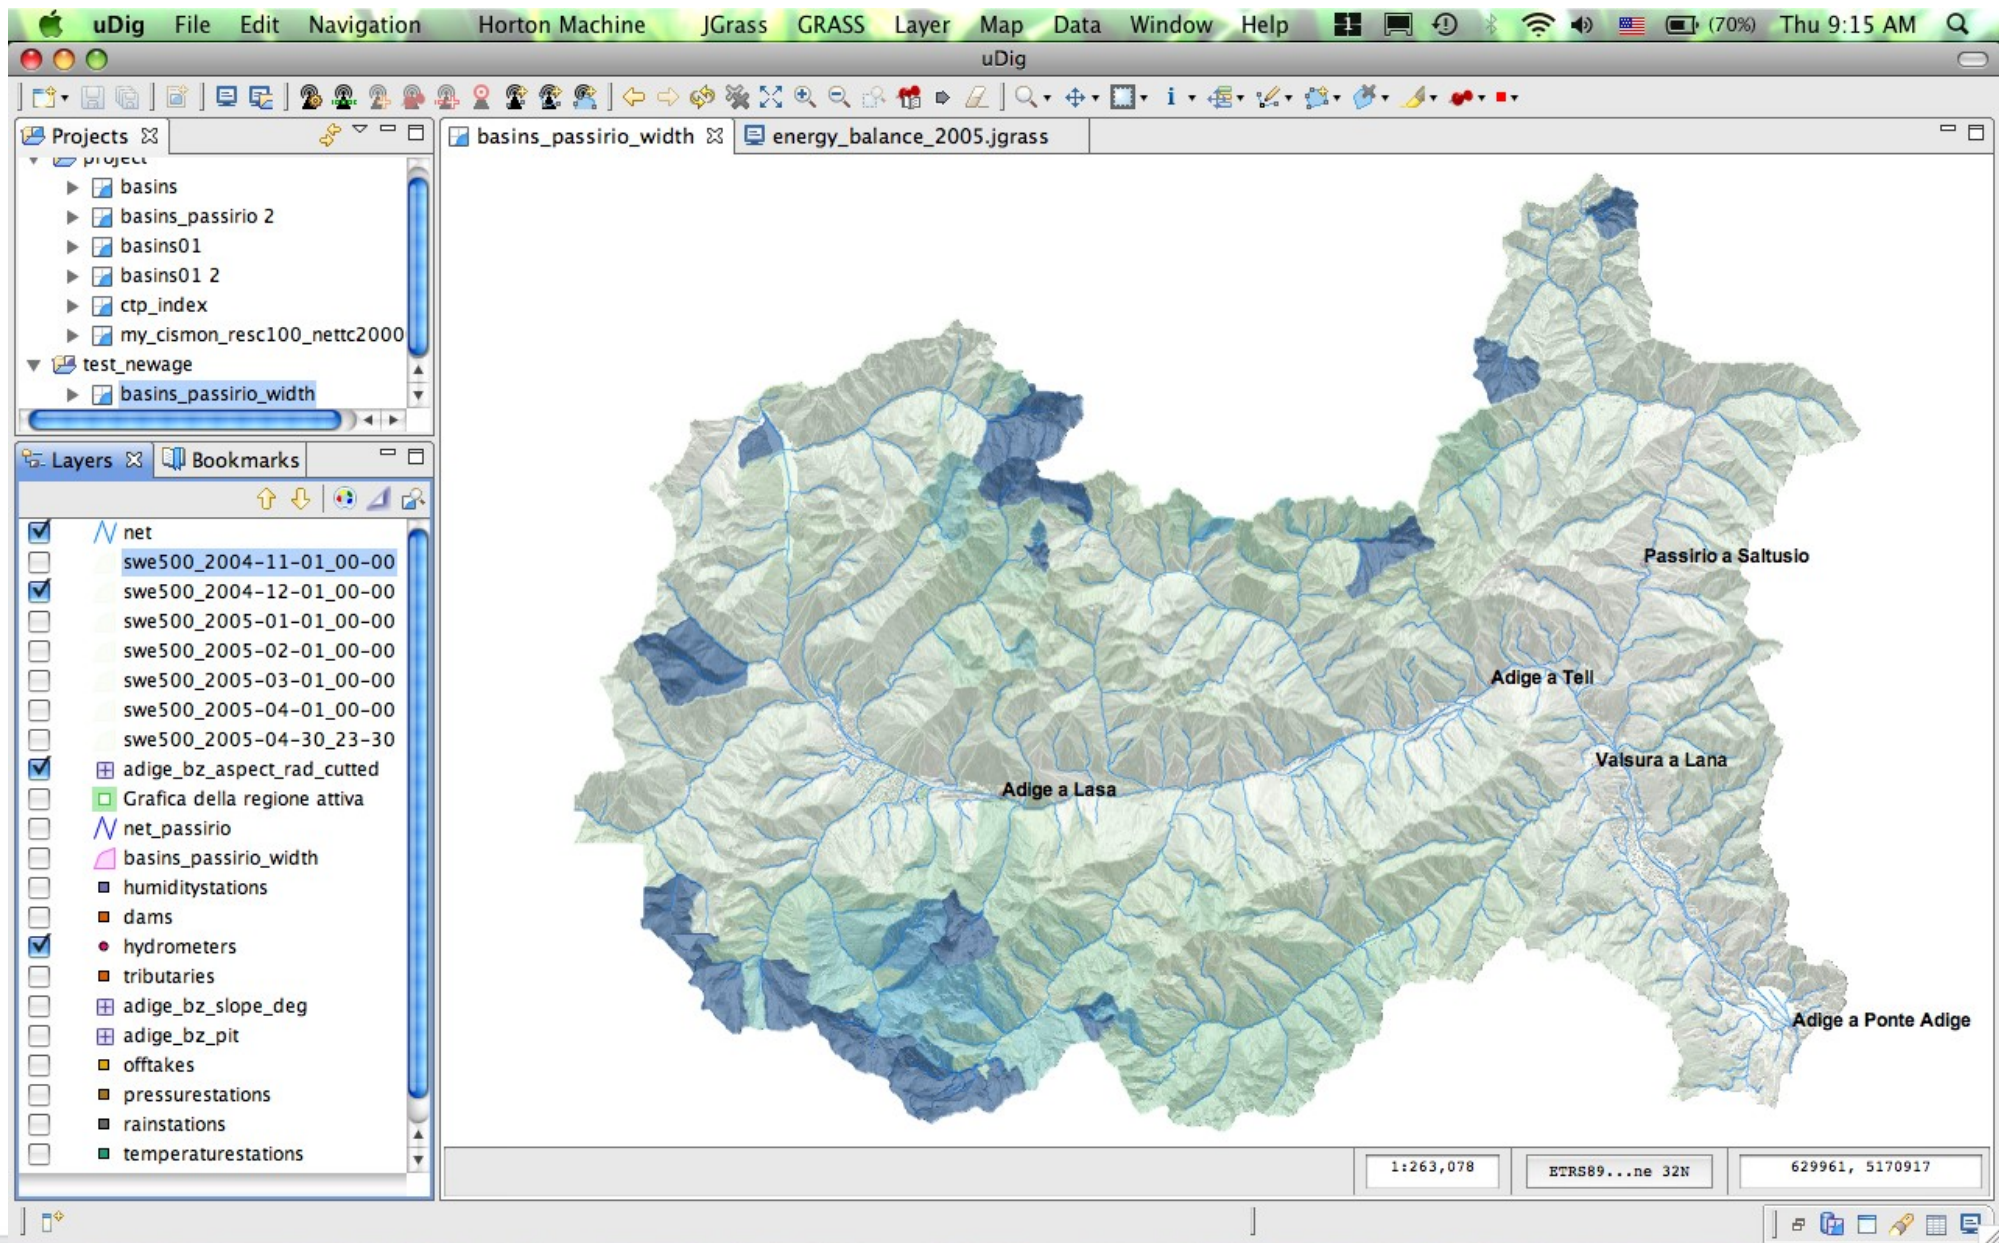 uDig File Edit Navigation Horton Machine JGrass GRASS Layer Map Data Window Help 1 (70%) Thu 9:15 AM
uDig
Projects
project
basins
basins_passirio 2
basins01
basins01 2
ctp_index
my_cismon_resc100_nettc2000
test_newage
basins_passirio_width
Layers Bookmarks
net
swe500_2004-11-01_00-00
swe500_2004-12-01_00-00
swe500_2005-01-01_00-00
swe500_2005-02-01_00-00
swe500_2005-03-01_00-00
swe500_2005-04-01_00-00
swe500_2005-04-30_23-30
adige_bz_aspect_rad_cutted
Grafica della regione attiva
net_passirio
basins_passirio_width
humiditystations
dams
hydrometers
tributaries
adige_bz_slope_deg
adige_bz_pit
offtakes
pressurestations
rainstations
temperaturestations
basins_passirio_width energy_balance_2005.jgrass
Passirio a Saltusio
Adige a Tell
Valsura a Lana
Adige a Lasa
Adige a Ponte Adige
1:263,078 ETRS89...ne 32N 629961, 5170917